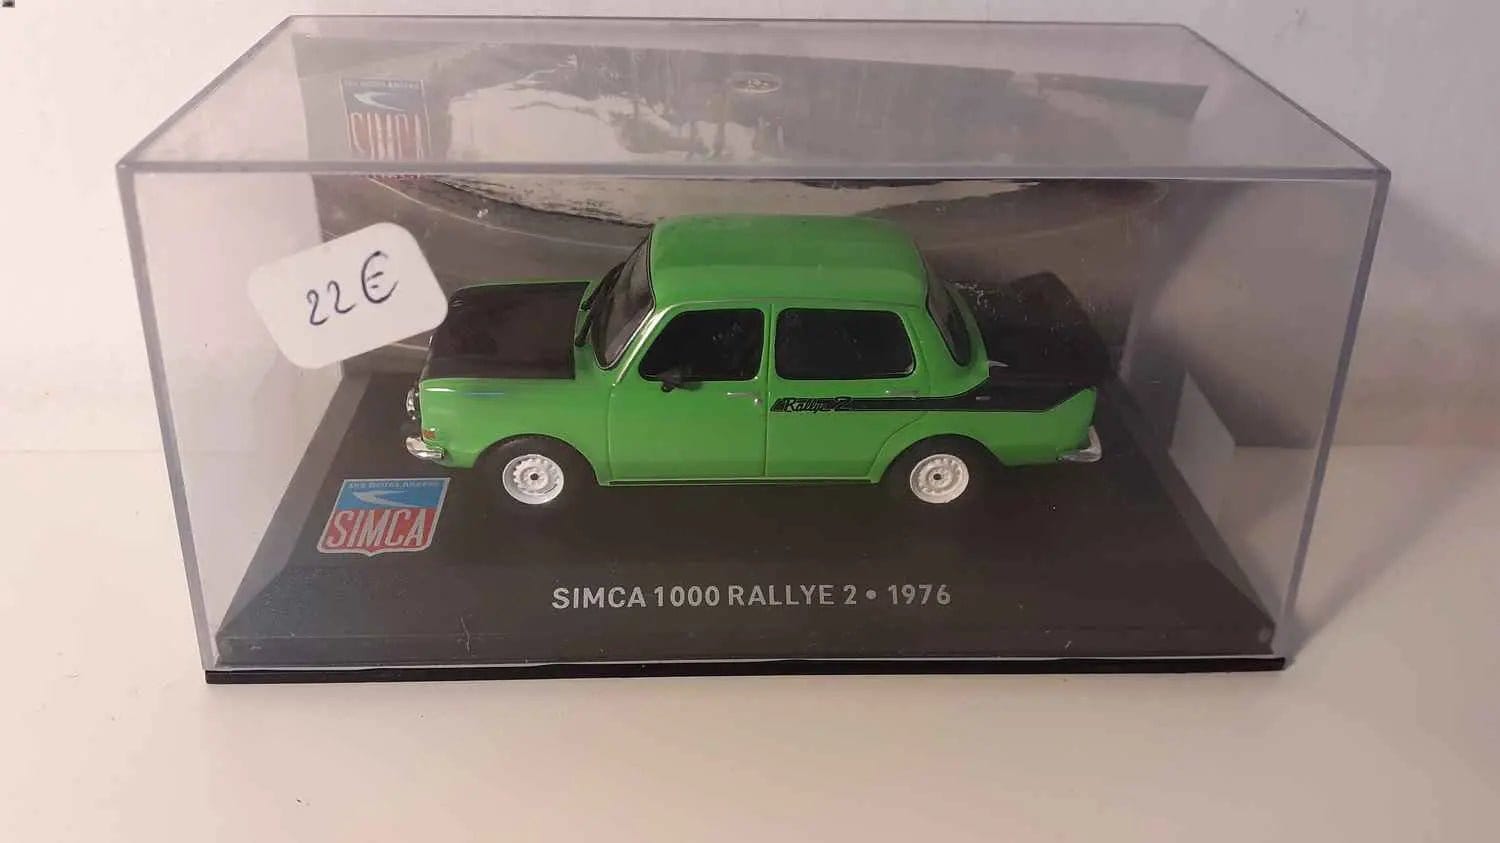 SIMCA
22€
Rallye 2
SIMCA
SIMCA 1000 RALLYE 2 • 1976